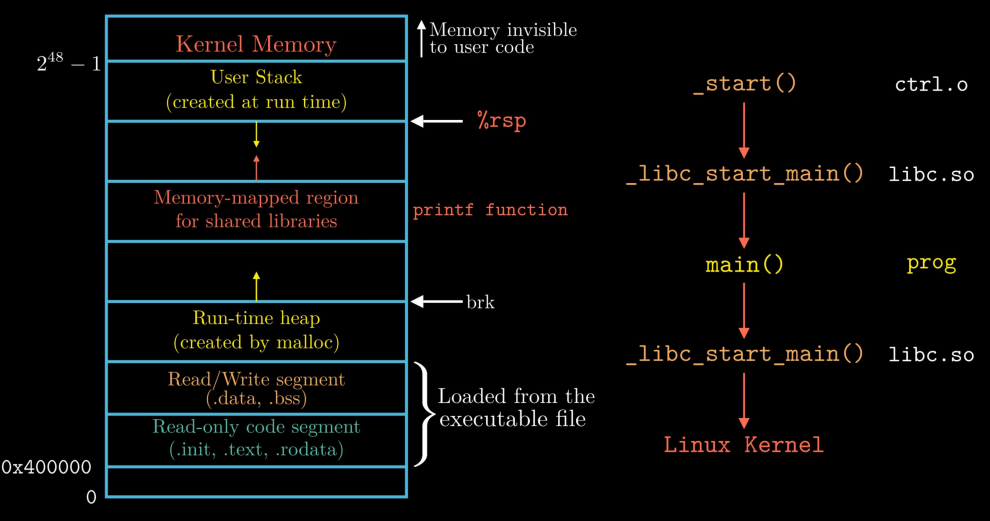 Kernel Memory
Memory invisible
to user code
2^48 − 1
User Stack
(created at run time)
%rsp
Memory-mapped region
for shared libraries
printf function
brk
Run-time heap
(created by malloc)
Read/Write segment
(.data, .bss)
Read-only code segment
(.init, .text, .rodata)
Loaded from the
executable file
0x400000
0
_start()
ctrl.o
_libc_start_main()
libc.so
main()
prog
_libc_start_main()
libc.so
Linux Kernel